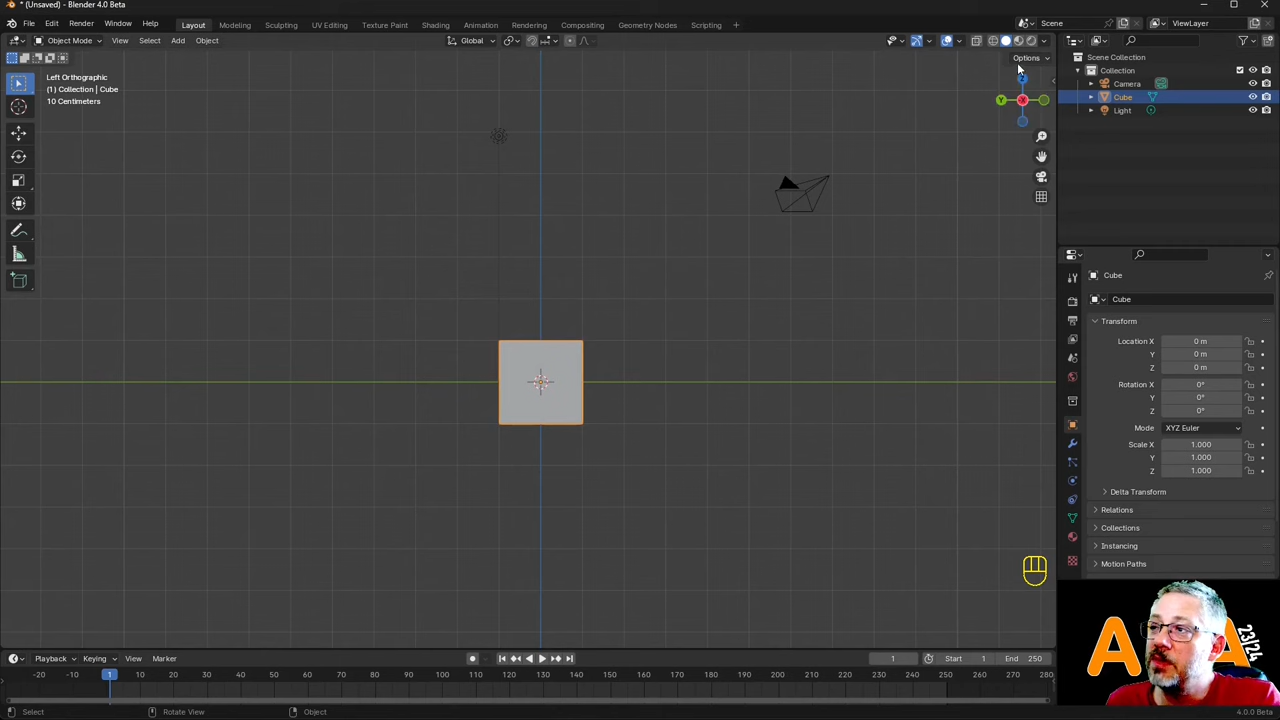 * (Unsaved) - Blender 4.0 Beta
File Edit Render Window Help Layout Modeling Sculpting UV Editing Texture Paint Shading Animation Rendering Compositing Geometry Nodes Scripting + Scene ViewLayer
Object Mode View Select Add Object Global
Options
Left Orthographic
(1) Collection | Cube
10 Centimeters
Y
X
Z
Scene Collection
Collection
Camera
Cube
Light
Cube
Cube
Transform
Location X 0 m
Y 0 m
Z 0 m
Rotation X 0°
Y 0°
Z 0°
Mode XYZ Euler
Scale X 1.000
Y 1.000
Z 1.000
Delta Transform
Relations
Collections
Instancing
Motion Paths
Playback Keying View Marker 1 Start 1 End 250
-20 -10 1 10 20 30 40 50 60 70 80 90 100 110 120 130 140 150 160 170 180 190 200 210 220 230 240 250 260 270 280
Select Rotate View Object 4.0.0 Beta
A A
23/24